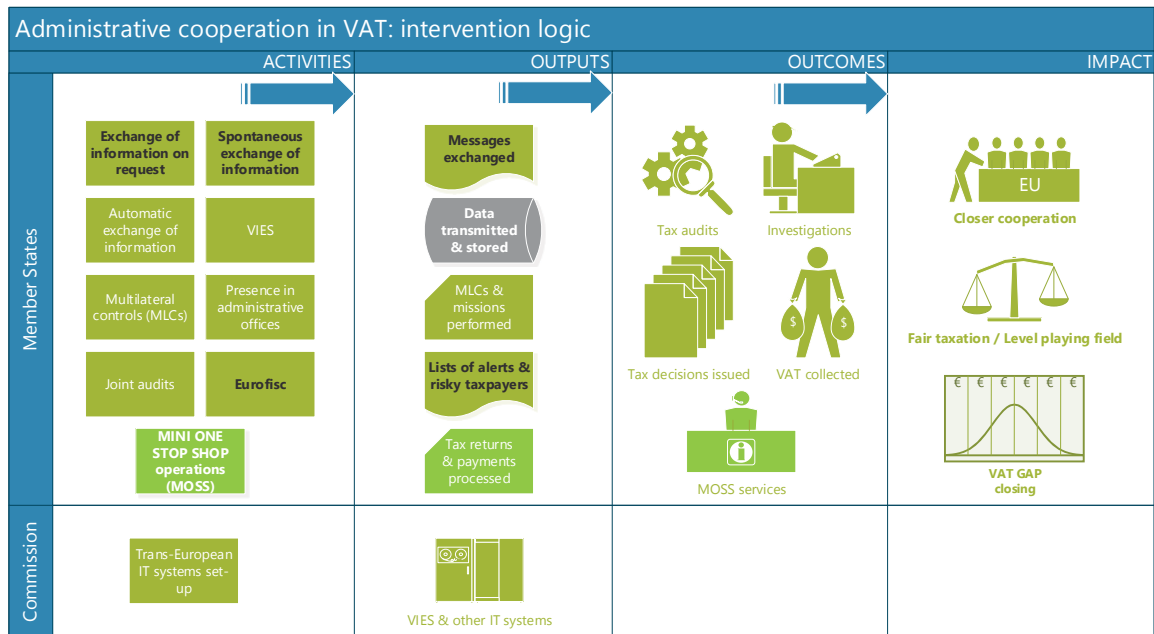 Administrative cooperation in VAT: intervention logic
ACTIVITIES
OUTPUTS
OUTCOMES
IMPACT
Member States
Exchange of
information on
request
Spontaneous
exchange of
information
Automatic
exchange of
information
VIES
Multilateral
controls (MLCs)
Presence in
administrative
offices
Joint audits
Eurofisc
MINI ONE
STOP SHOP
operations
(MOSS)
Messages
exchanged
Data
transmitted
& stored
MLCs &
missions
performed
Lists of alerts &
risky taxpayers
Tax returns
& payments
processed
Tax audits
Investigations
$ $
Tax decisions issued
VAT collected
i
MOSS services
EU
Closer cooperation
Fair taxation / Level playing field
€ € € € € €
VAT GAP
closing
Commission
Trans-European
IT systems set-
up
VIES & other IT systems